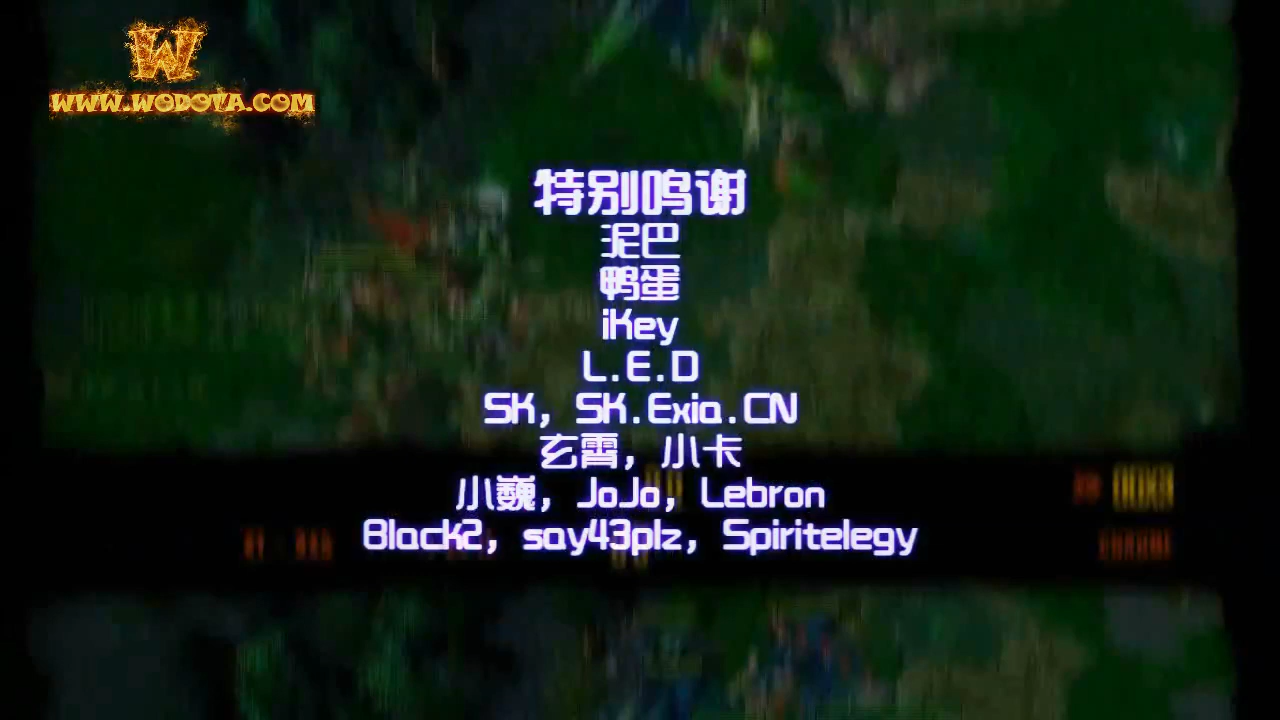 W
WWW.WODOTA.COM
特别鸣谢
泥巴
鸭蛋
iKey
L.E.D
SK，SK.Exia.CN
玄霄，小卡
小巍，JoJo，Lebron
Black2，say43plz，Spiritelegy